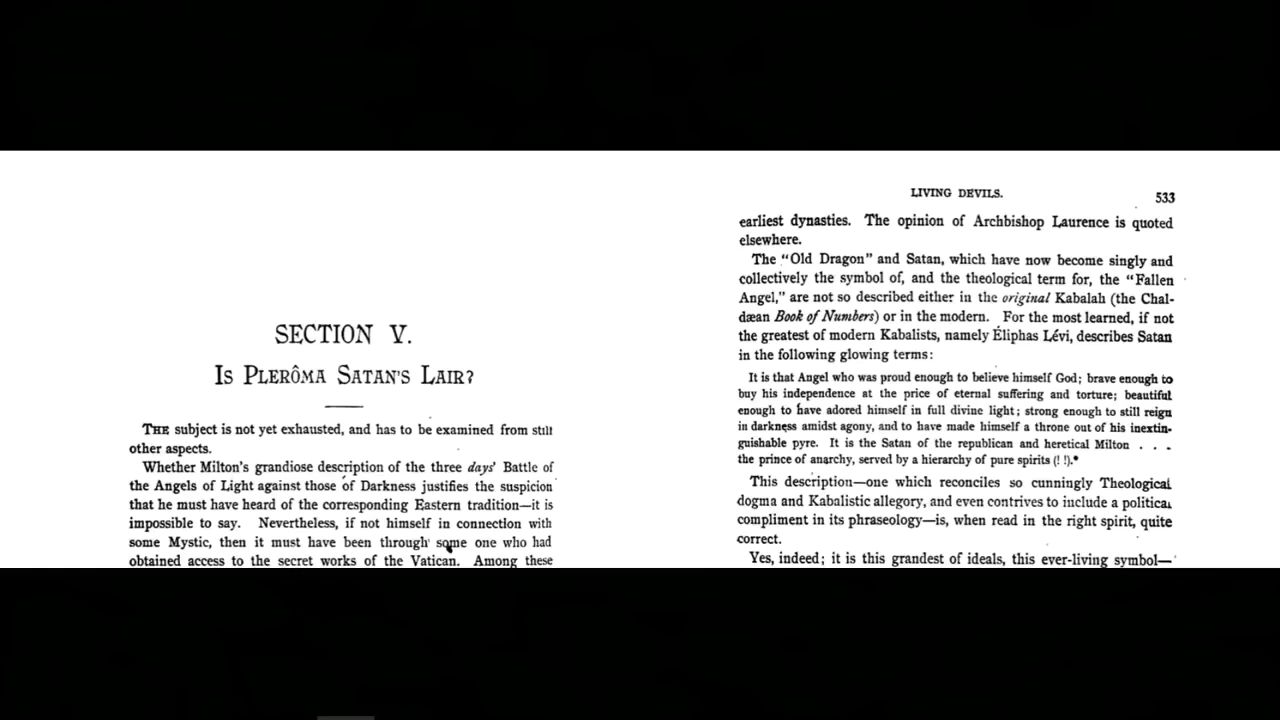 SECTION V.
IS PLERÔMA SATAN'S LAIR?
THE subject is not yet exhausted, and has to be examined from still
other aspects.
Whether Milton's grandiose description of the three days' Battle of
the Angels of Light against those of Darkness justifies the suspicion
that he must have heard of the corresponding Eastern tradition—it is
impossible to say. Nevertheless, if not himself in connection with
some Mystic, then it must have been through some one who had
obtained access to the secret works of the Vatican. Among these
LIVING DEVILS. 533
earliest dynasties. The opinion of Archbishop Laurence is quoted
elsewhere.
The "Old Dragon" and Satan, which have now become singly and
collectively the symbol of, and the theological term for, the "Fallen
Angel," are not so described either in the original Kabalah (the Chal-
dæan Book of Numbers) or in the modern. For the most learned, if not
the greatest of modern Kabalists, namely Éliphas Lévi, describes Satan
in the following glowing terms:
It is that Angel who was proud enough to believe himself God; brave enough to
buy his independence at the price of eternal suffering and torture; beautiful
enough to have adored himself in full divine light; strong enough to still reign
in darkness amidst agony, and to have made himself a throne out of his inextin-
guishable pyre. It is the Satan of the republican and heretical Milton . . .
the prince of anarchy, served by a hierarchy of pure spirits (! !).*
This description—one which reconciles so cunningly Theological
dogma and Kabalistic allegory, and even contrives to include a political
compliment in its phraseology—is, when read in the right spirit, quite
correct.
Yes, indeed; it is this grandest of ideals, this ever-living symbol—